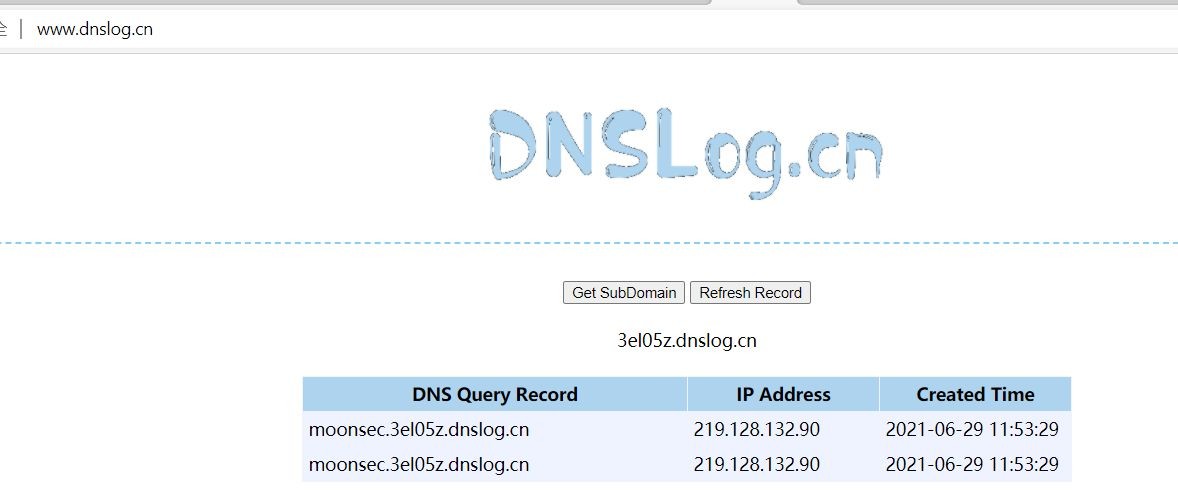 全 | www.dnslog.cn
DNSLog.cn
Get SubDomain Refresh Record
3el05z.dnslog.cn
DNS Query Record IP Address Created Time
moonsec.3el05z.dnslog.cn 219.128.132.90 2021-06-29 11:53:29
moonsec.3el05z.dnslog.cn 219.128.132.90 2021-06-29 11:53:29